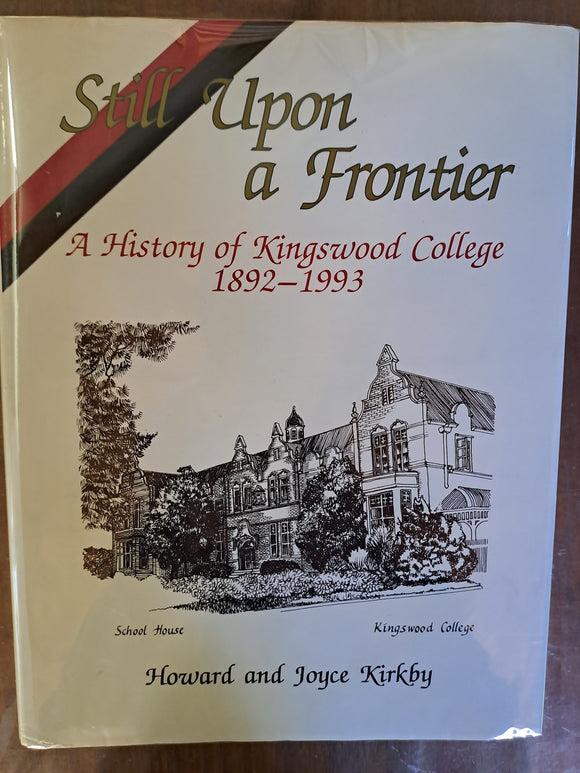 Still Upon
a Frontier
A History of Kingswood College
1892–1993
School House
Kingswood College
Howard and Joyce Kirkby